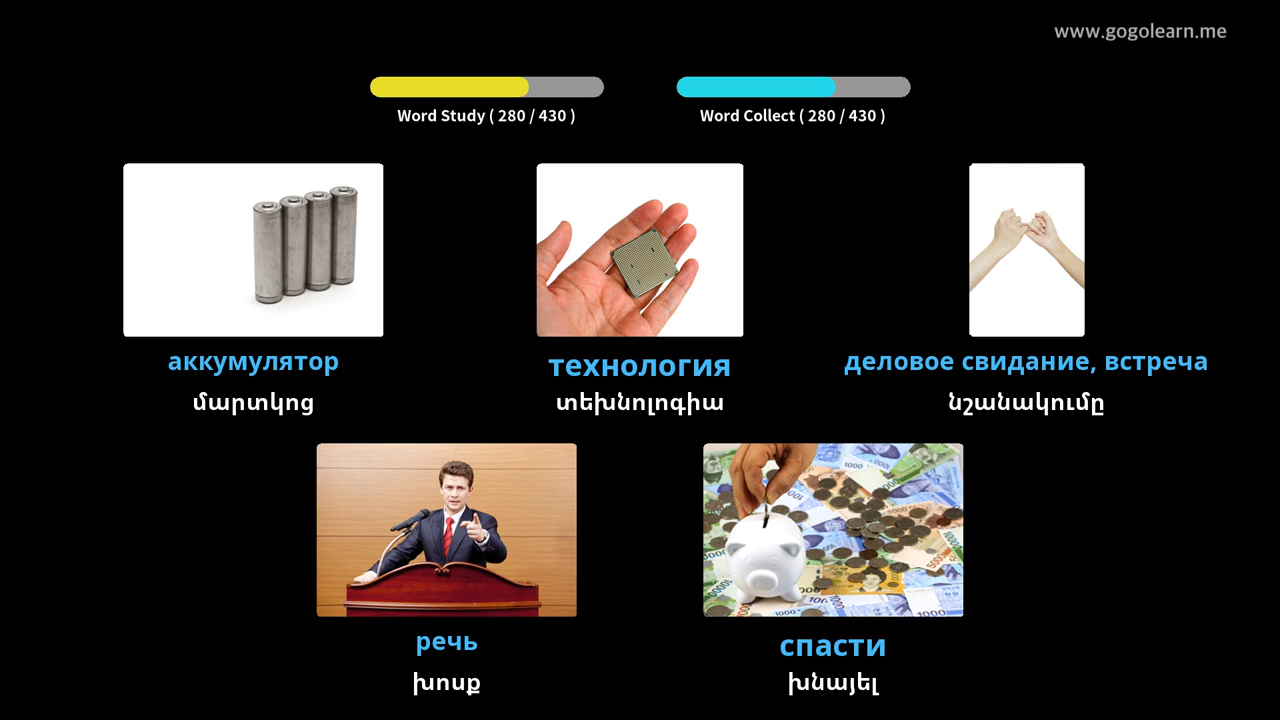 www.gogolearn.me
Word Study ( 280 / 430 )
Word Collect ( 280 / 430 )
аккумулятор
технология
деловое свидание, встреча
մարտկոց
տեխնոլոգիա
նշանակումը
речь
спасти
խոսք
խնայել